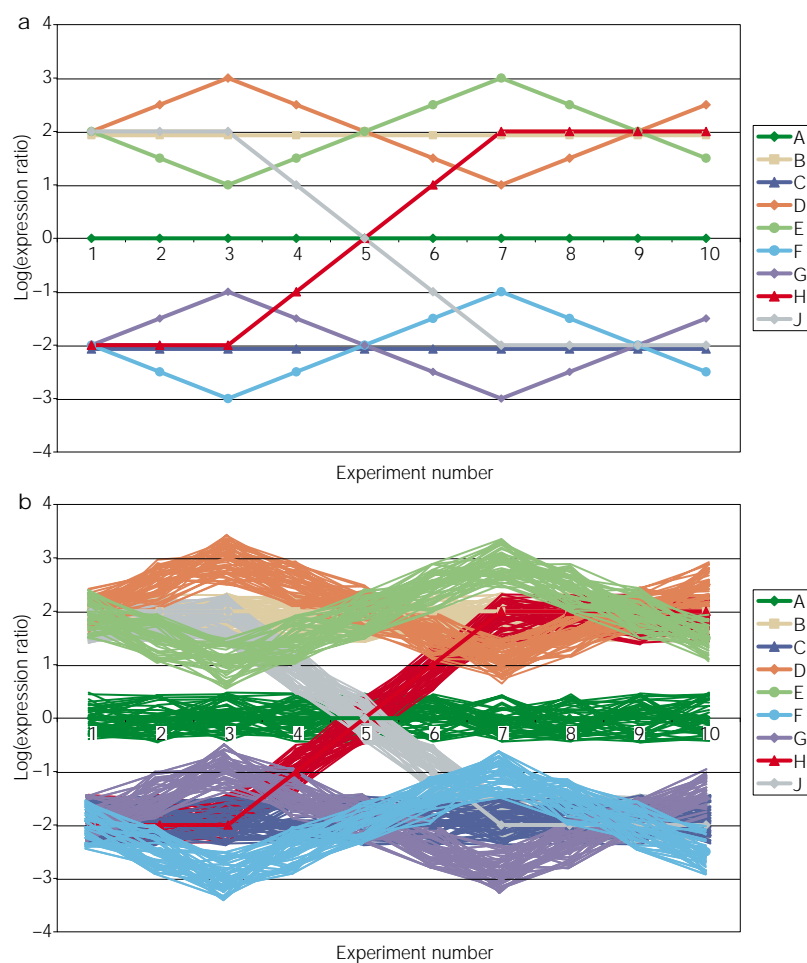 a
4
3
2
1
0
−1
−2
−3
−4
Log(expression ratio)
1 2 3 4 5 6 7 8 9 10
Experiment number
A
B
C
D
E
F
G
H
J
b
4
3
2
1
0
−1
−2
−3
−4
Log(expression ratio)
1 2 3 4 5 6 7 8 9 10
Experiment number
A
B
C
D
E
F
G
H
J